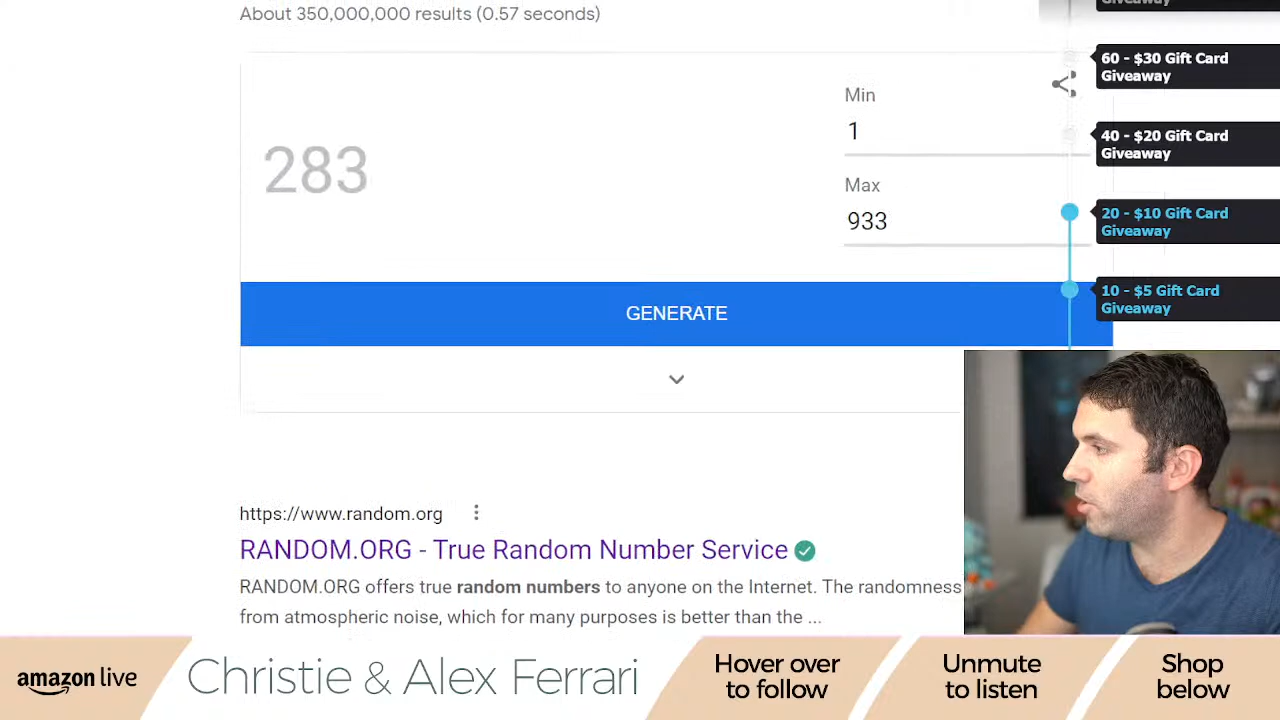 About 350,000,000 results (0.57 seconds)
60 - $30 Gift Card
Giveaway
Min
1
40 - $20 Gift Card
Giveaway
283
Max
933
20 - $10 Gift Card
Giveaway
GENERATE
10 - $5 Gift Card
Giveaway
https://www.random.org
RANDOM.ORG - True Random Number Service
RANDOM.ORG offers true random numbers to anyone on the Internet. The randomness
from atmospheric noise, which for many purposes is better than the ...
amazon live
Christie & Alex Ferrari
Hover over
to follow
Unmute
to listen
Shop
below